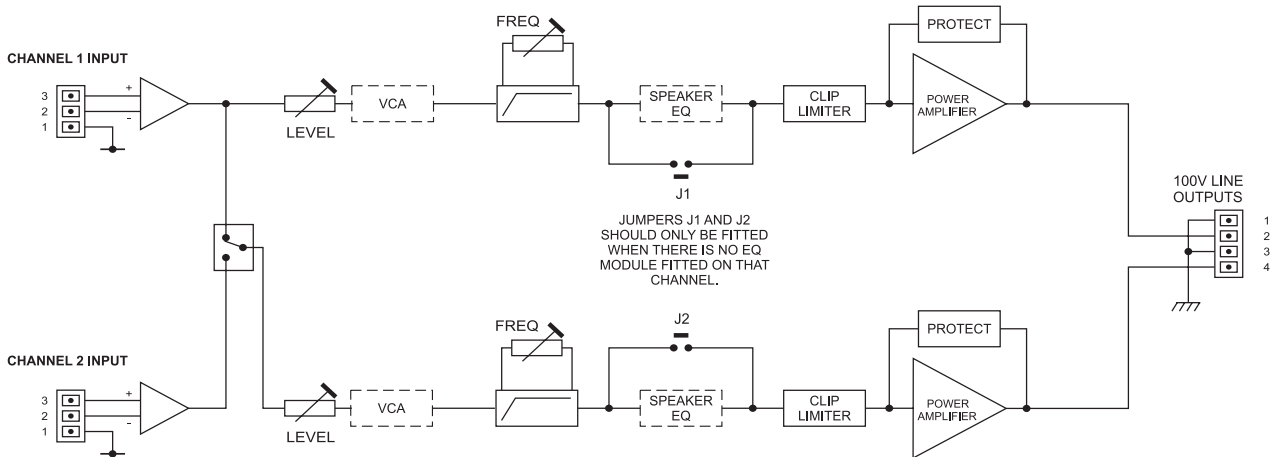 CHANNEL 1 INPUT
3
2
1
+
-
LEVEL
VCA
FREQ
SPEAKER
EQ
J1
CLIP
LIMITER
PROTECT
POWER
AMPLIFIER
JUMPERS J1 AND J2
SHOULD ONLY BE FITTED
WHEN THERE IS NO EQ
MODULE FITTED ON THAT
CHANNEL.
100V LINE
OUTPUTS
1
2
3
4
CHANNEL 2 INPUT
3
2
1
+
-
LEVEL
VCA
FREQ
J2
SPEAKER
EQ
CLIP
LIMITER
PROTECT
POWER
AMPLIFIER